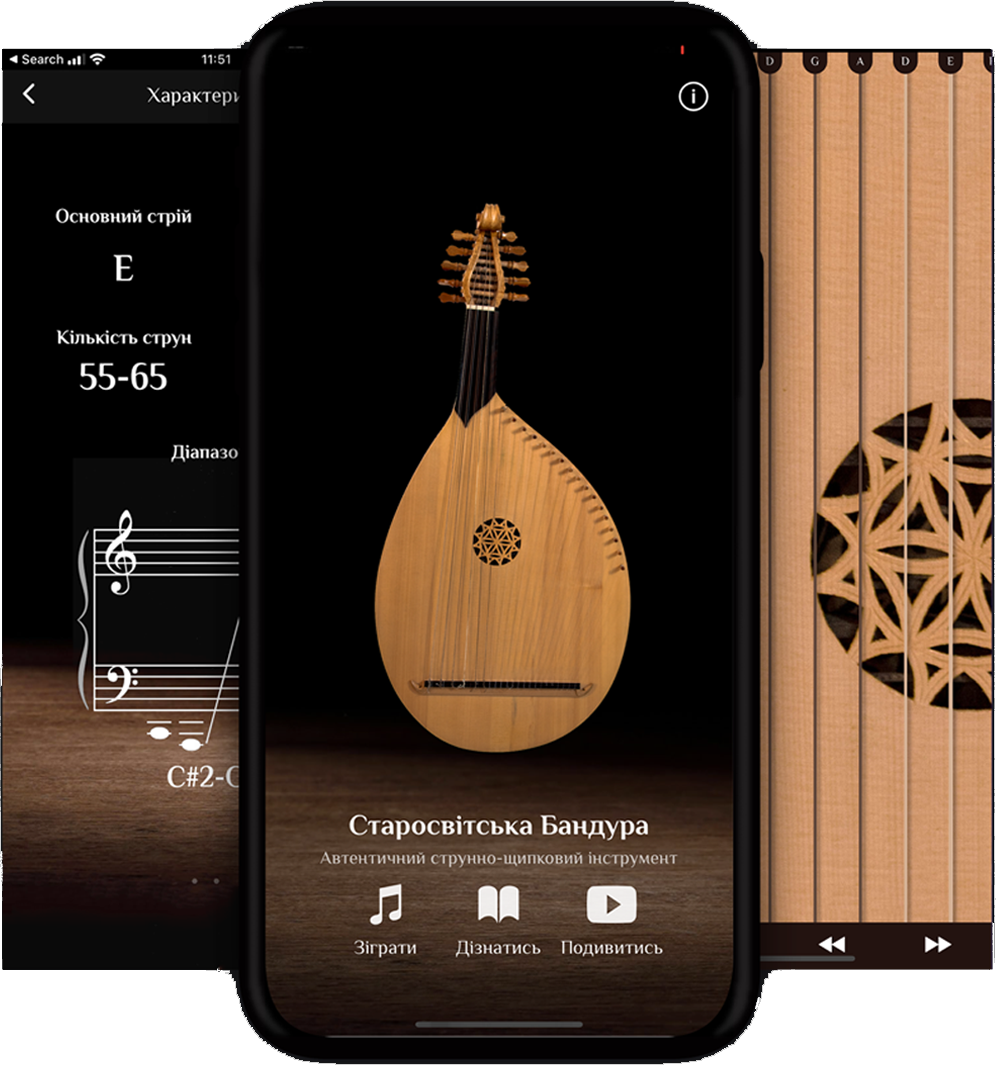 Search
11:51
Характери
Основний стрій
E
Кількість струн
55-65
Діапазо
C#2-C
Старосвітська Бандура
Автентичний струнно-щипковий інструмент
Зіграти
Дізнатись
Подивитись
D G A D E